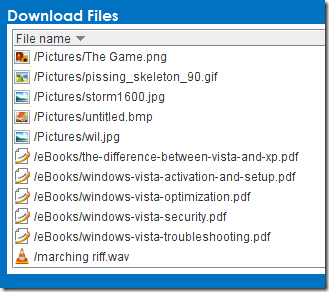 Download Files
File name
/Pictures/The Game.png
/Pictures/pissing_skeleton_90.gif
/Pictures/storm1600.jpg
/Pictures/untitled.bmp
/Pictures/wil.jpg
/eBooks/the-difference-between-vista-and-xp.pdf
/eBooks/windows-vista-activation-and-setup.pdf
/eBooks/windows-vista-optimization.pdf
/eBooks/windows-vista-security.pdf
/eBooks/windows-vista-troubleshooting.pdf
/marching riff.wav